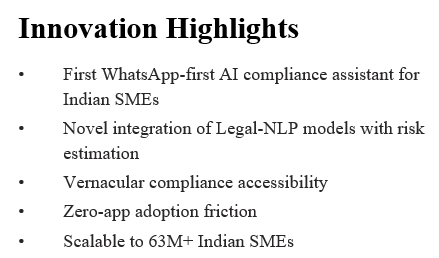 Innovation Highlights
• First WhatsApp-first AI compliance assistant for
Indian SMEs
• Novel integration of Legal-NLP models with risk
estimation
• Vernacular compliance accessibility
• Zero-app adoption friction
• Scalable to 63M+ Indian SMEs